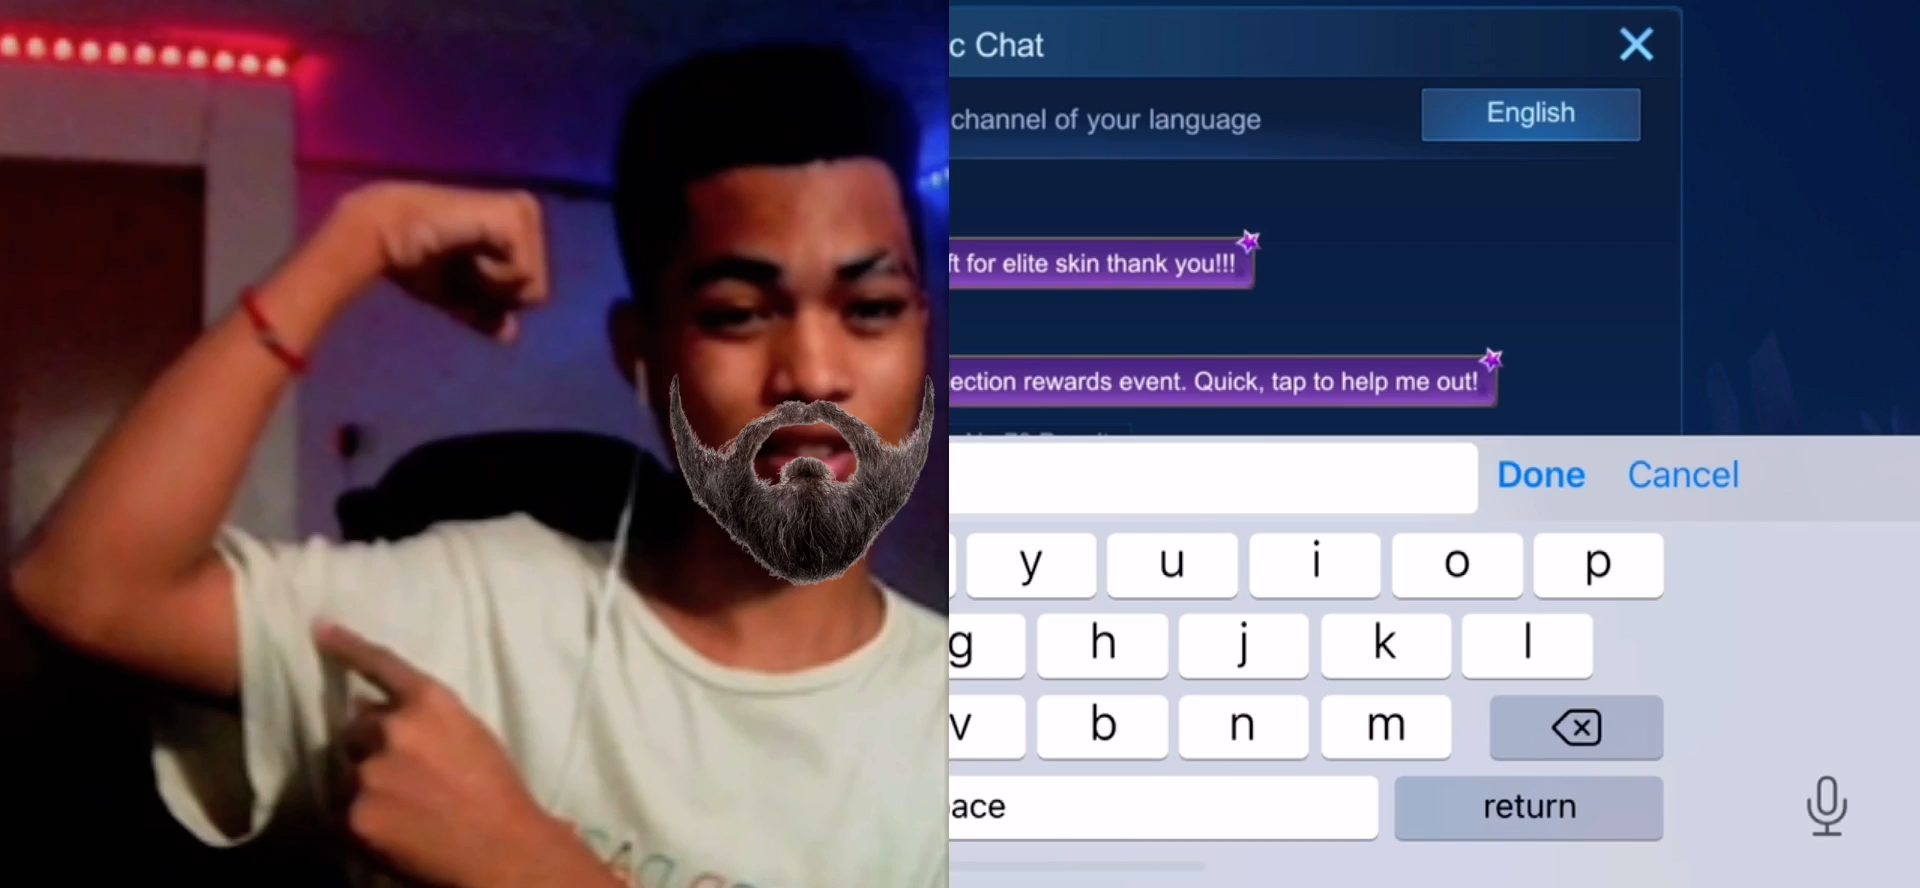 c Chat
channel of your language
English
ft for elite skin thank you!!!
ection rewards event. Quick, tap to help me out!
Done Cancel
y u i o p
g h j k l
v b n m
ace return